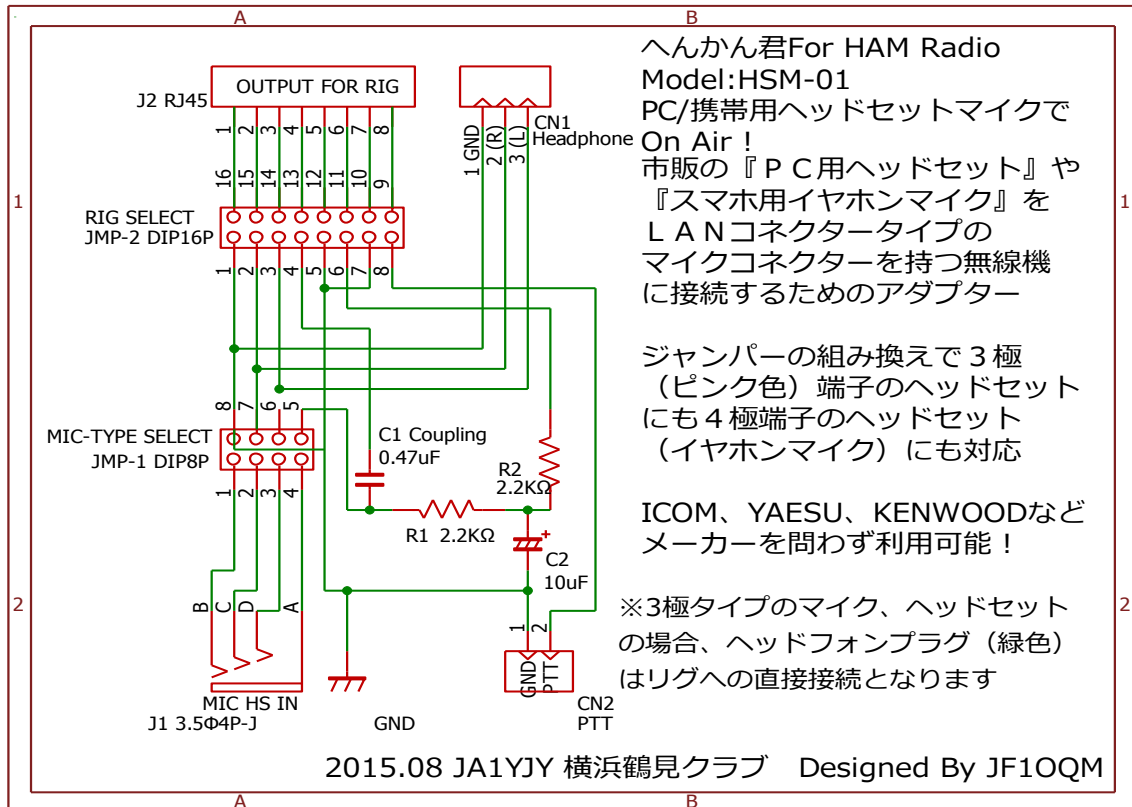 A
B
OUTPUT FOR RIG
J2 RJ45
1 2 3 4 5 6 7 8
16 15 14 13 12 11 10 9
CN1
Headphone
1 GND
2 (R)
3 (L)
RIG SELECT
JMP-2 DIP16P
1 2 3 4 5 6 7 8
8 7 6 5
MIC-TYPE SELECT
JMP-1 DIP8P
1 2 3 4
C1 Coupling
0.47uF
R2
2.2KΩ
R1 2.2KΩ
+
C2
10uF
B C D A
MIC HS IN
J1 3.5Φ4P-J
GND
1 2
GND
PTT
CN2
PTT
へんかん君For HAM Radio
Model:HSM-01
PC/携帯用ヘッドセットマイクで
On Air！
市販の『ＰＣ用ヘッドセット』や
『スマホ用イヤホンマイク』を
ＬＡＮコネクタータイプの
マイクコネクターを持つ無線機
に接続するためのアダプター
ジャンパーの組み換えで３極
（ピンク色）端子のヘッドセット
にも４極端子のヘッドセット
（イヤホンマイク）にも対応
ICOM、YAESU、KENWOODなど
メーカーを問わず利用可能！
※3極タイプのマイク、ヘッドセット
の場合、ヘッドフォンプラグ（緑色）
はリグへの直接接続となります
1
1
2
2
2015.08 JA1YJY 横浜鶴見クラブ　Designed By JF1OQM
A
B